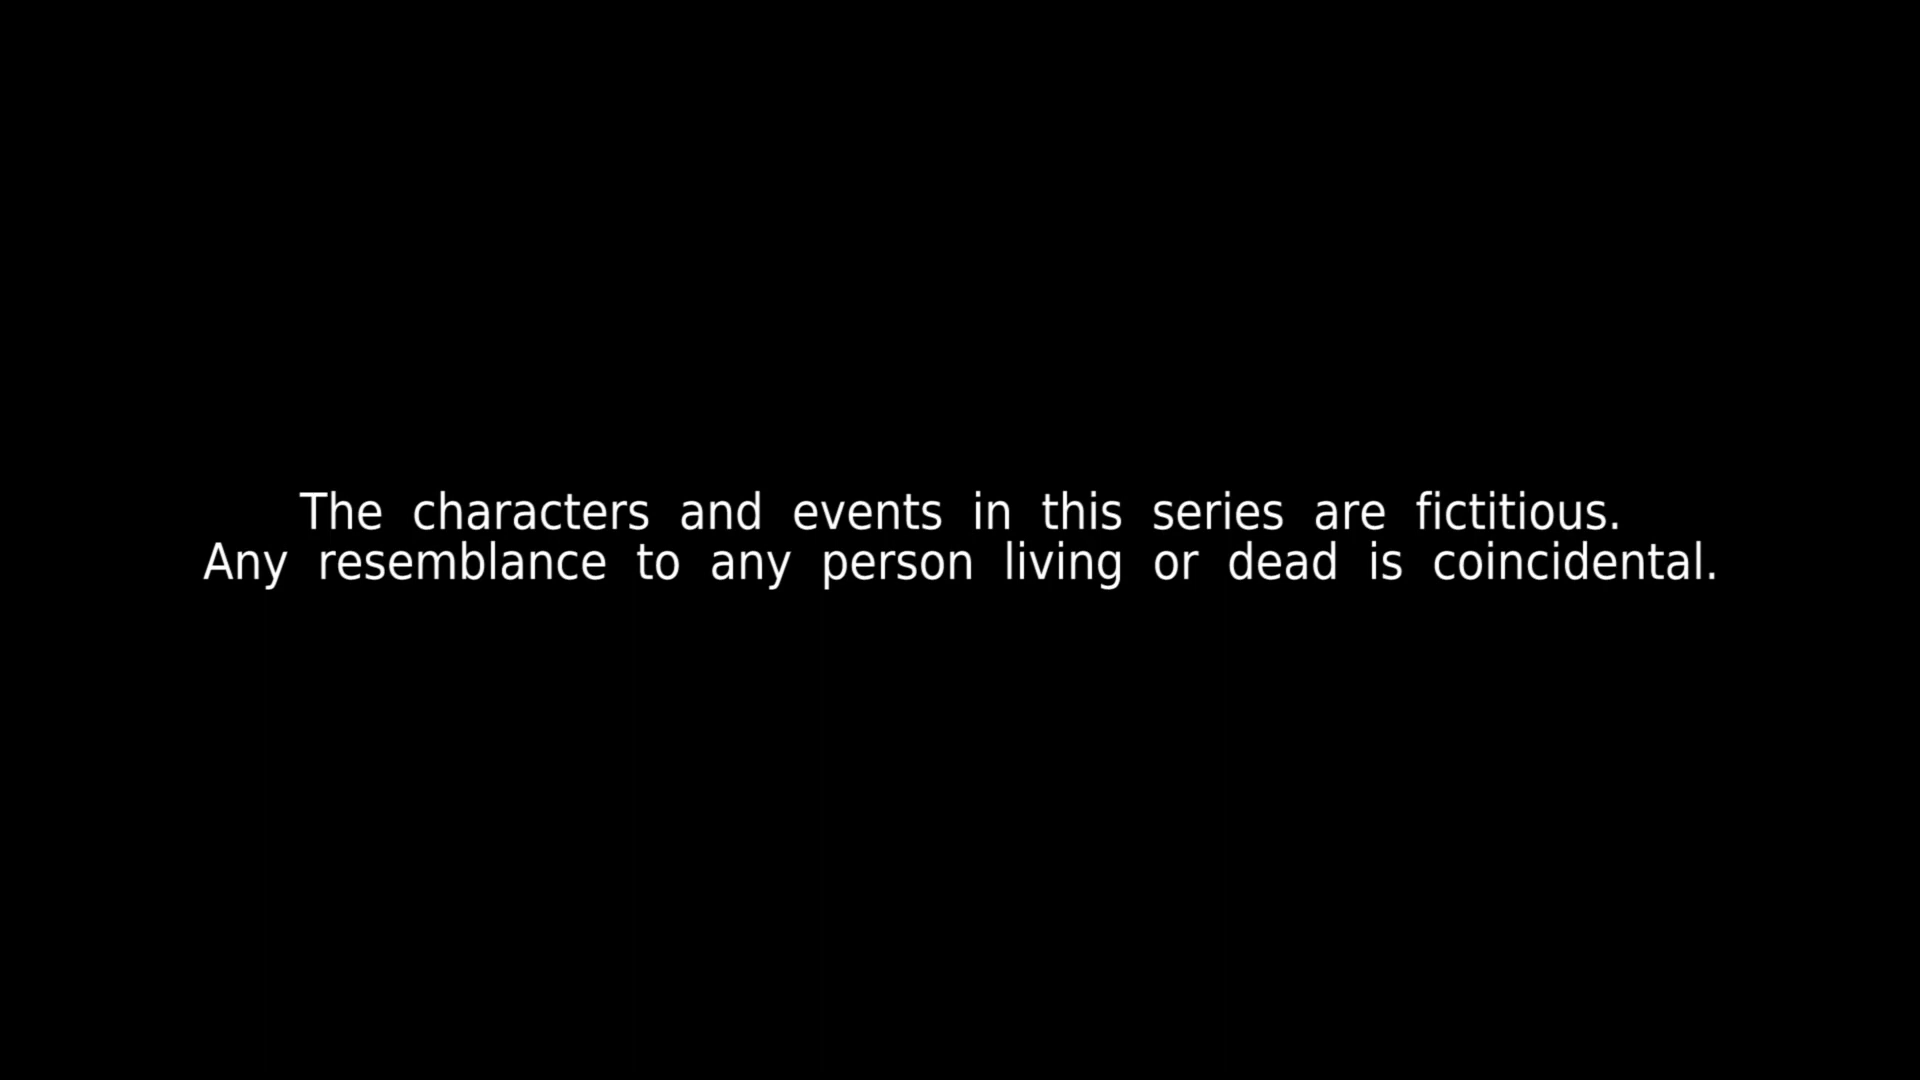 The characters and events in this series are fictitious.
Any resemblance to any person living or dead is coincidental.